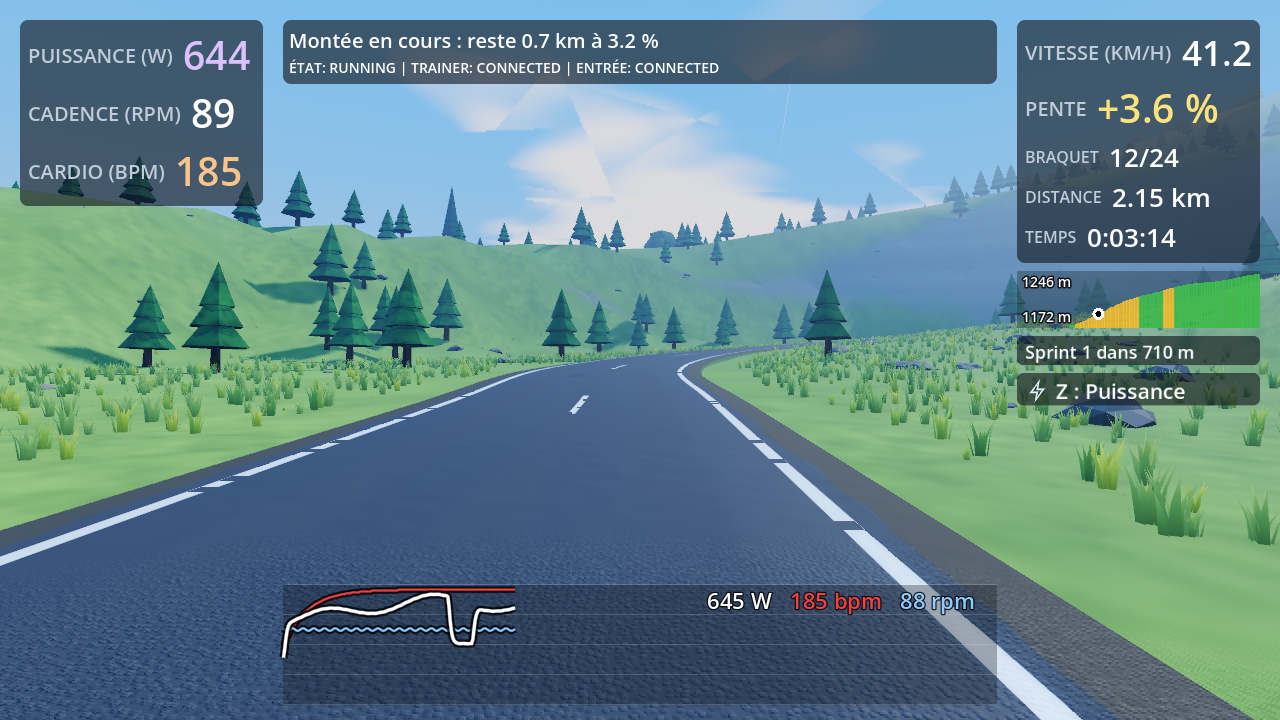 PUISSANCE (W) 644
CADENCE (RPM) 89
CARDIO (BPM) 185
Montée en cours : reste 0.7 km à 3.2 %
ÉTAT: RUNNING | TRAINER: CONNECTED | ENTRÉE: CONNECTED
VITESSE (KM/H) 41.2
PENTE +3.6 %
BRAQUET 12/24
DISTANCE 2.15 km
TEMPS 0:03:14
1246 m
1172 m
Sprint 1 dans 710 m
Z : Puissance
645 W 185 bpm 88 rpm